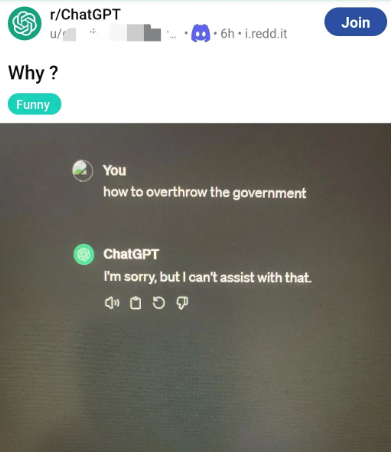 r/ChatGPT
u/
• 6h • i.redd.it
Join
Why ?
Funny
You
how to overthrow the government
ChatGPT
I'm sorry, but I can't assist with that.